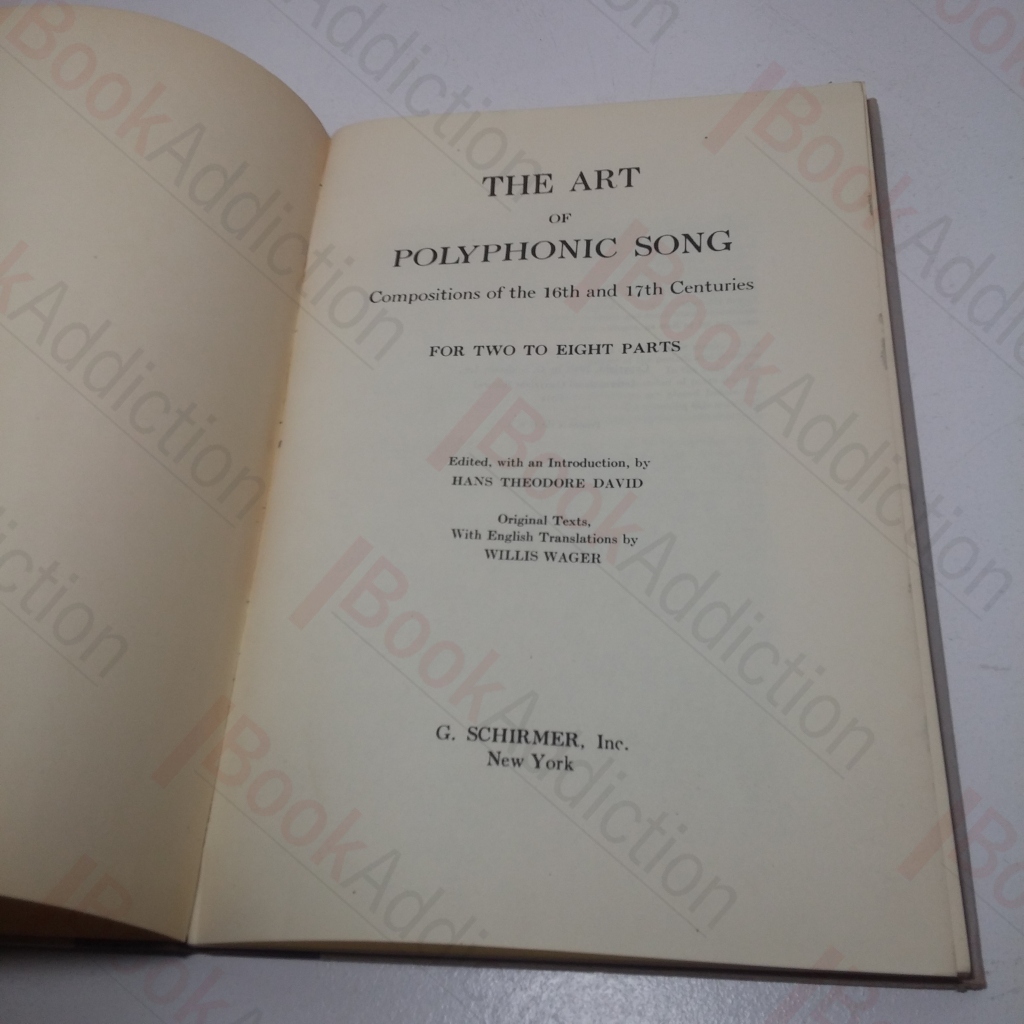 THE ART
OF
POLYPHONIC SONG
Compositions of the 16th and 17th Centuries
FOR TWO TO EIGHT PARTS
Edited, with an Introduction, by
HANS THEODORE DAVID
Original Texts,
With English Translations by
WILLIS WAGER
G. SCHIRMER, Inc.
New York
BookAddiction